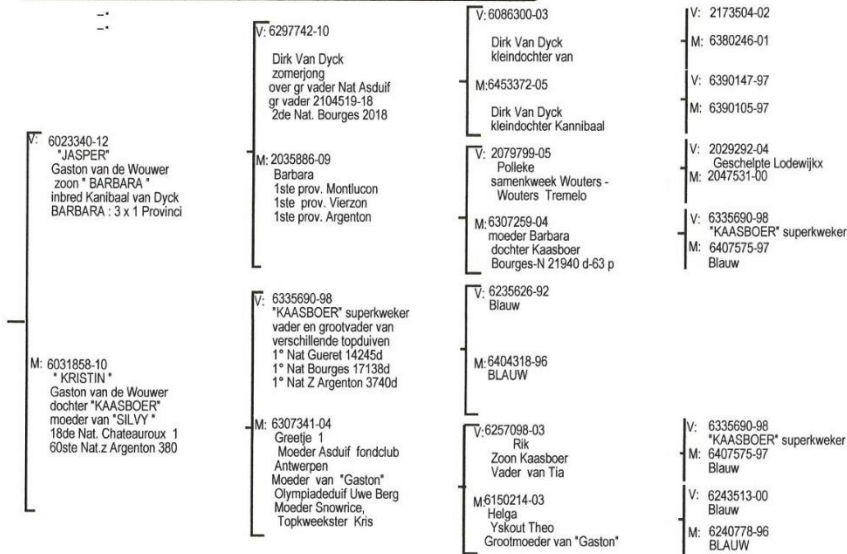 V: 6023340-12
"JASPER"
Gaston van de Wouwer
zoon " BARBARA "
inbred Kanibaal van Dyck
BARBARA : 3 x 1 Provinci
M: 6031858-10
" KRISTIN "
Gaston van de Wouwer
dochter "KAASBOER"
moeder van "SILVY "
18de Nat. Chateauroux 1
60ste Nat.z Argenton 380
V: 6297742-10
Dirk Van Dyck
zomerjong
over gr vader Nat Asduif
gr vader 2104519-18
2de Nat. Bourges 2018
M: 2035886-09
Barbara
1ste prov. Montlucon
1ste prov. Vierzon
1ste prov. Argenton
V: 6335690-98
"KAASBOER" superkweker
vader en grootvader van
verschillende topduiven
1° Nat Gueret 14245d
1° Nat Bourges 17138d
1° Nat Z Argenton 3740d
M: 6307341-04
Greetje 1
Moeder Asduif fondclub
Antwerpen
Moeder van "Gaston"
Olympiadeduif Uwe Berg
Moeder Snowrice,
Topkweekster Kris
V: 6086300-03
Dirk Van Dyck
kleindochter van
M:6453372-05
Dirk Van Dyck
kleindochter Kannibaal
V: 2079799-05
Polleke
samenkweek Wouters -
Wouters Tremelo
M:6307259-04
moeder Barbara
dochter Kaasboer
Bourges-N 21940 d-63 p
V: 6235626-92
Blauw
M: 6404318-96
BLAUW
V:6257098-03
Rik
Zoon Kaasboer
Vader van Tia
M:6150214-03
Helga
Yskout Theo
Grootmoeder van "Gaston"
V: 2173504-02
M: 6380246-01
V: 6390147-97
M: 6390105-97
V: 2029292-04
Geschelpte Lodewijkx
M: 2047531-00
V: 6335690-98
"KAASBOER" superkweker
M: 6407575-97
Blauw
V: 6335690-98
"KAASBOER" superkweker
M: 6407575-97
Blauw
V: 6243513-00
Blauw
M: 6240778-96
BLAUW